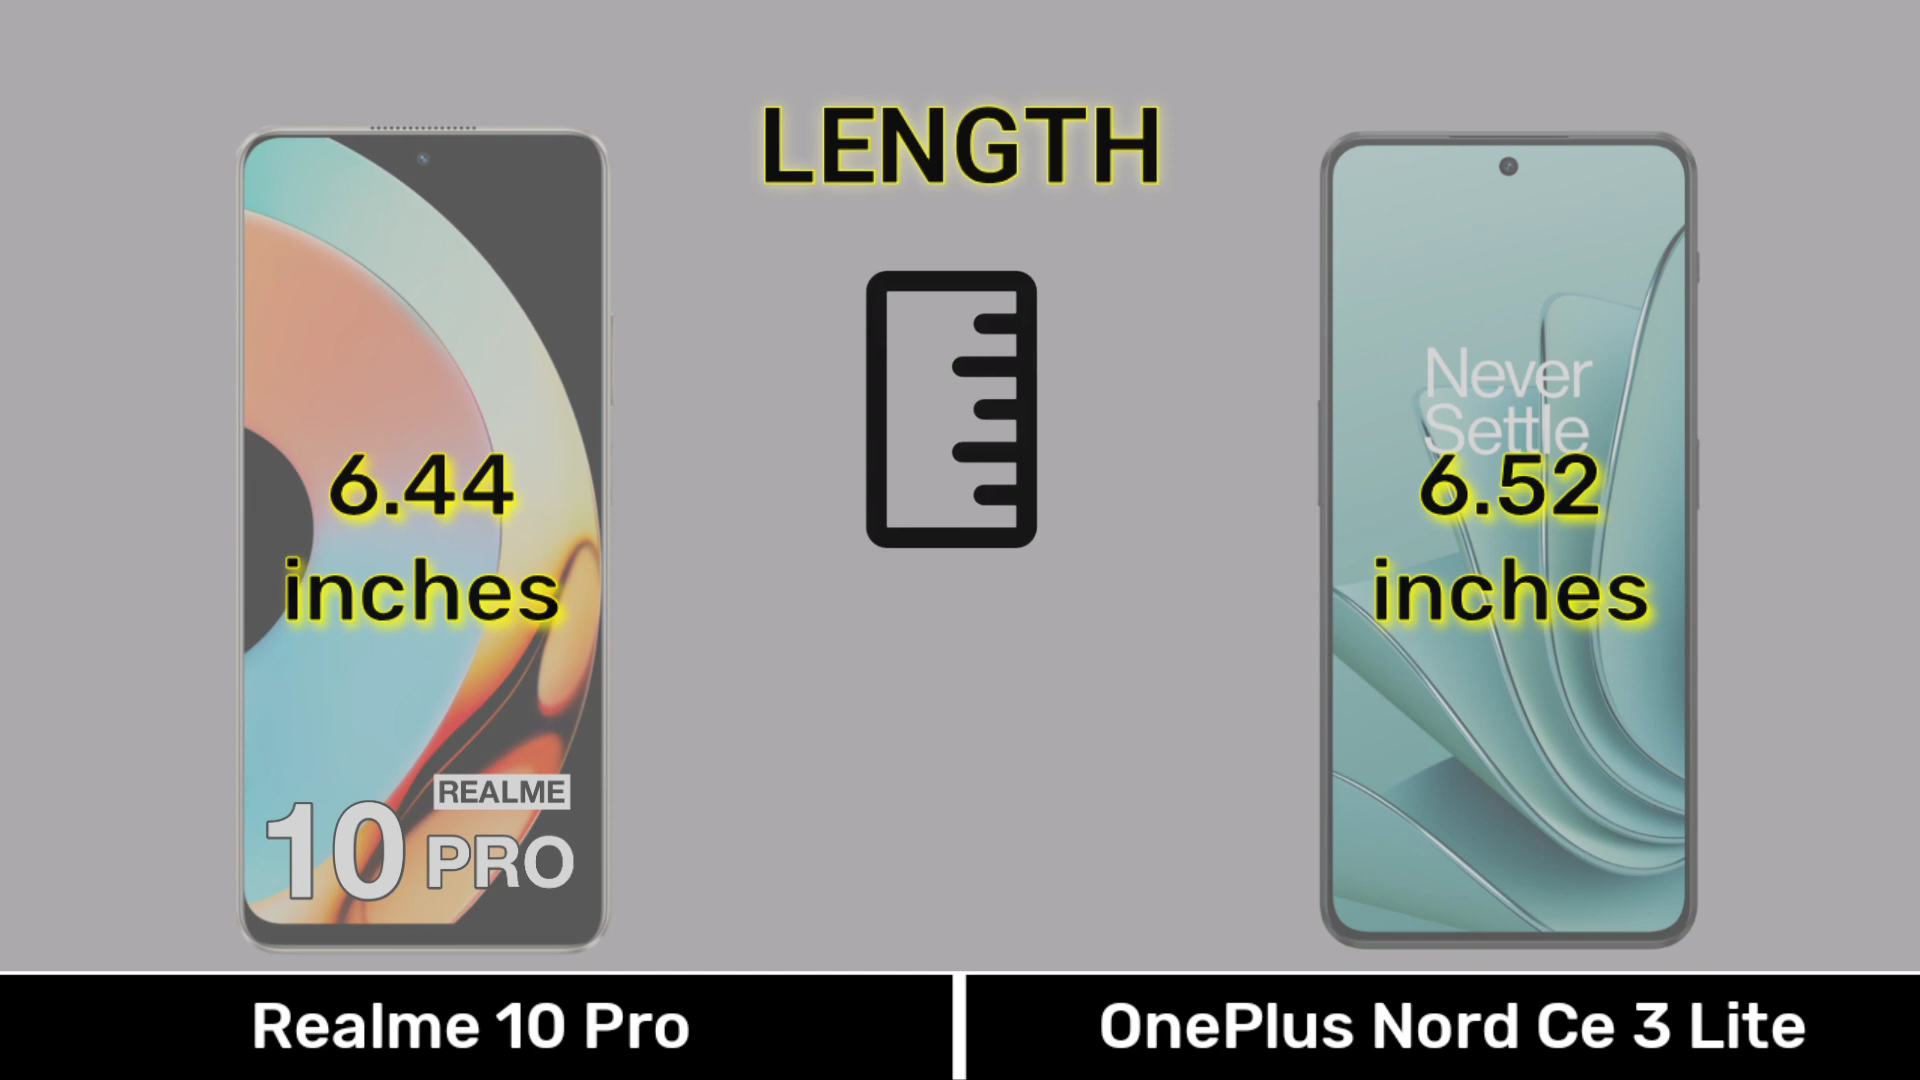 LENGTH
6.44
inches
REALME
10 PRO
Never
Settle
6.52
inches
Realme 10 Pro
OnePlus Nord Ce 3 Lite